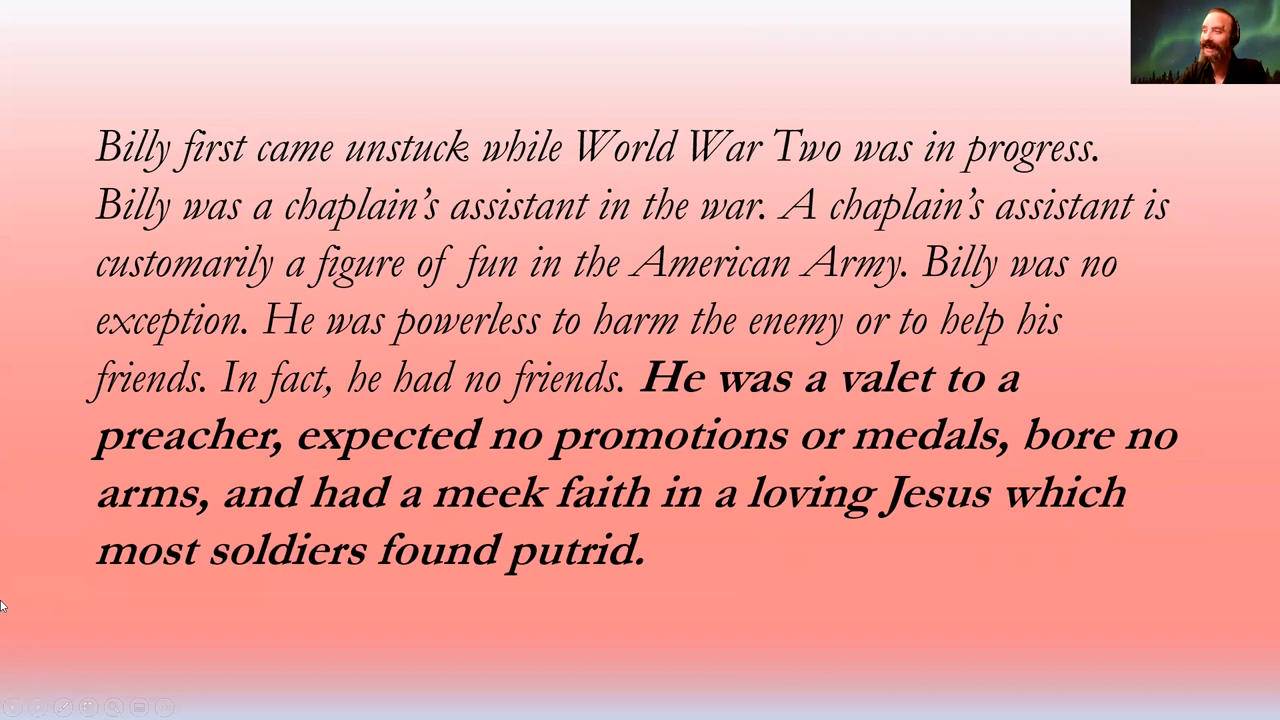 Billy first came unstuck while World War Two was in progress.
Billy was a chaplain’s assistant in the war. A chaplain’s assistant is
customarily a figure of fun in the American Army. Billy was no
exception. He was powerless to harm the enemy or to help his
friends. In fact, he had no friends. He was a valet to a
preacher, expected no promotions or medals, bore no
arms, and had a meek faith in a loving Jesus which
most soldiers found putrid.